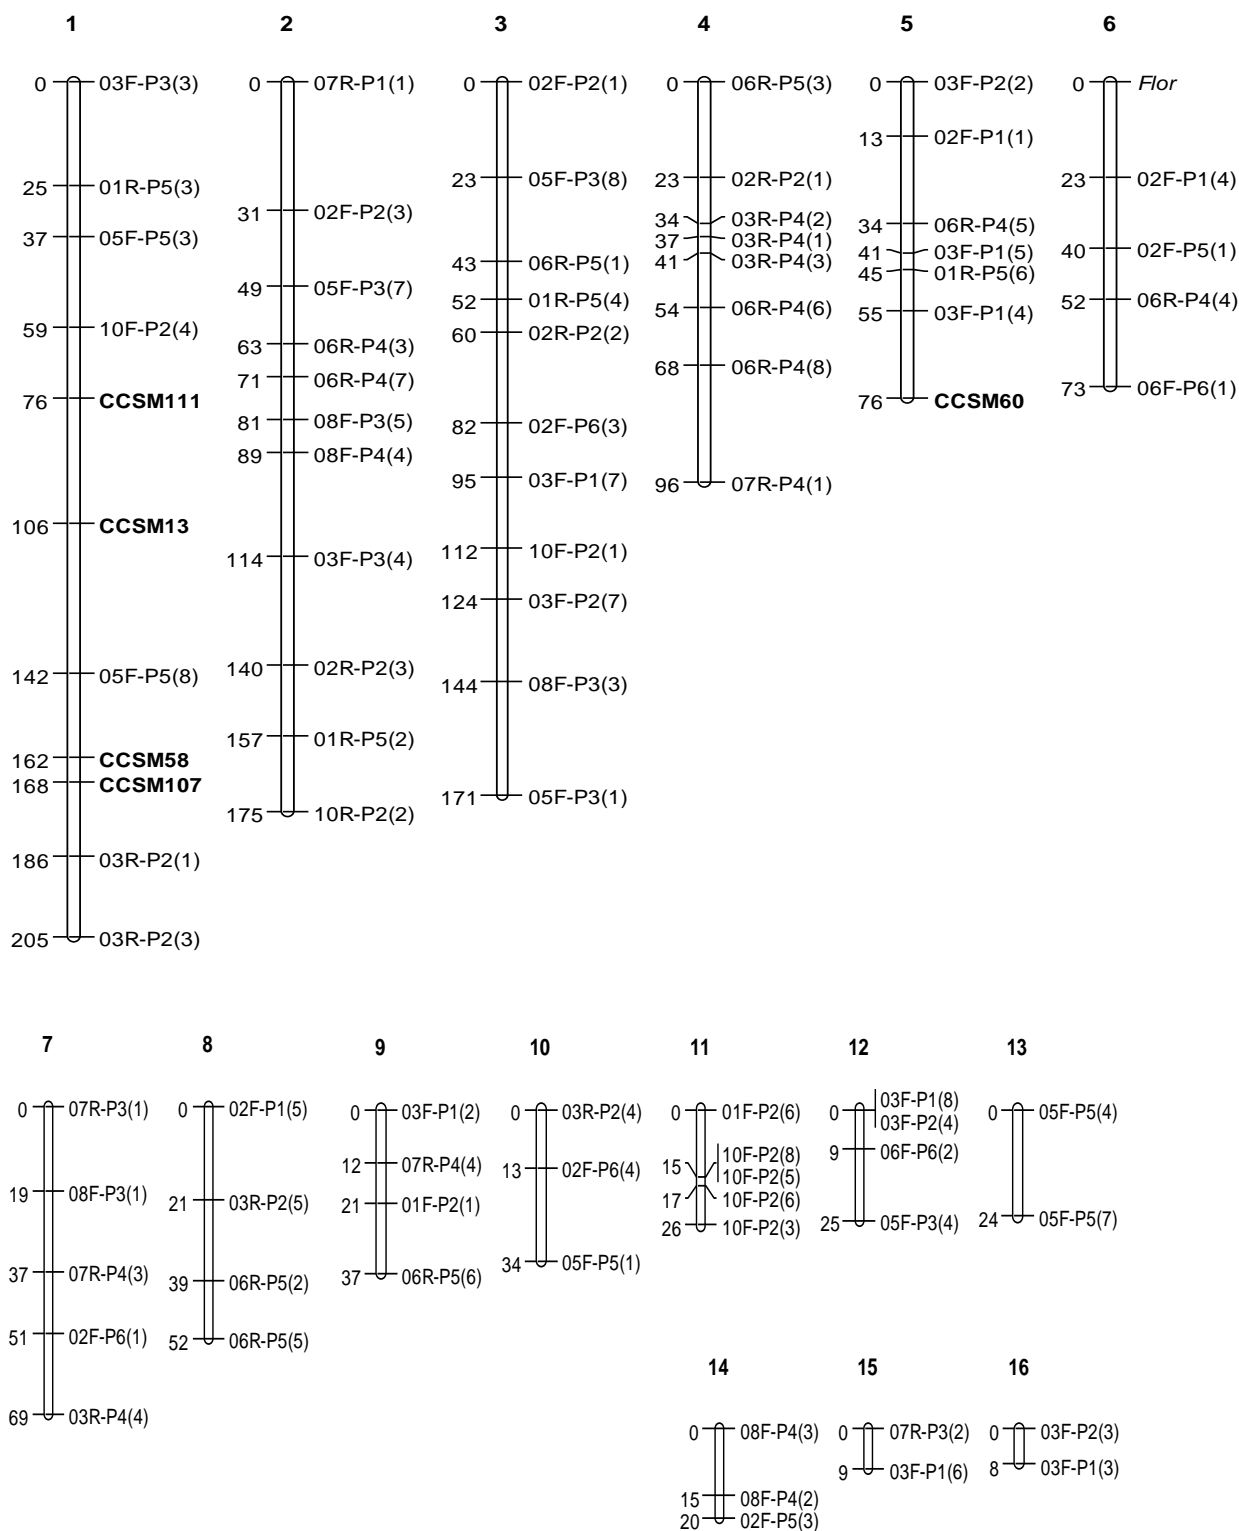 1
0 03F-P3(3)
25 01R-P5(3)
37 05F-P5(3)
59 10F-P2(4)
76 CCSM111
106 CCSM13
142 05F-P5(8)
162 CCSM58
168 CCSM107
186 03R-P2(1)
205 03R-P2(3)
2
0 07R-P1(1)
31 02F-P2(3)
49 05F-P3(7)
63 06R-P4(3)
71 06R-P4(7)
81 08F-P3(5)
89 08F-P4(4)
114 03F-P3(4)
140 02R-P2(3)
157 01R-P5(2)
175 10R-P2(2)
3
0 02F-P2(1)
23 05F-P3(8)
43 06R-P5(1)
52 01R-P5(4)
60 02R-P2(2)
82 02F-P6(3)
95 03F-P1(7)
112 10F-P2(1)
124 03F-P2(7)
144 08F-P3(3)
171 05F-P3(1)
4
0 06R-P5(3)
23 02R-P2(1)
34 03R-P4(2)
37 03R-P4(1)
41 03R-P4(3)
54 06R-P4(6)
68 06R-P4(8)
96 07R-P4(1)
5
0 03F-P2(2)
13 02F-P1(1)
34 06R-P4(5)
41 03F-P1(5)
45 01R-P5(6)
55 03F-P1(4)
76 CCSM60
6
0 Flor
23 02F-P1(4)
40 02F-P5(1)
52 06R-P4(4)
73 06F-P6(1)
7
0 07R-P3(1)
19 08F-P3(1)
37 07R-P4(3)
51 02F-P6(1)
69 03R-P4(4)
8
0 02F-P1(5)
21 03R-P2(5)
39 06R-P5(2)
52 06R-P5(5)
9
0 03F-P1(2)
12 07R-P4(4)
21 01F-P2(1)
37 06R-P5(6)
10
0 03R-P2(4)
13 02F-P6(4)
34 05F-P5(1)
11
0 01F-P2(6)
10F-P2(8)
15 10F-P2(5)
17 10F-P2(6)
26 10F-P2(3)
12
03F-P1(8)
0 03F-P2(4)
9 06F-P6(2)
25 05F-P3(4)
13
0 05F-P5(4)
24 05F-P5(7)
14
0 08F-P4(3)
15 08F-P4(2)
20 02F-P5(3)
15
0 07R-P3(2)
9 03F-P1(6)
16
0 03F-P2(3)
8 03F-P1(3)